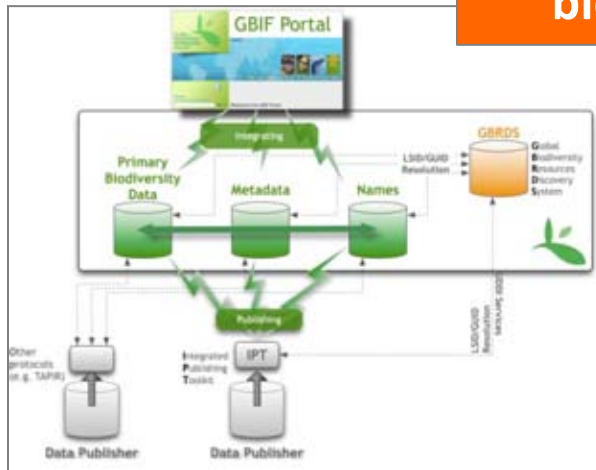 GBIF Portal
Integrating
GBRDS
Global
Biodiversity
Resources
Discovery
System
LSID/GUID
Resolution
Primary
Biodiversity
Data
Metadata
Names
Publishing
LSID/GUID
Resolution
Services
Other
protocols
(e.g. TAPIR)
Integrated
Publishing
Toolkit
IPT
Data Publisher
Data Publisher